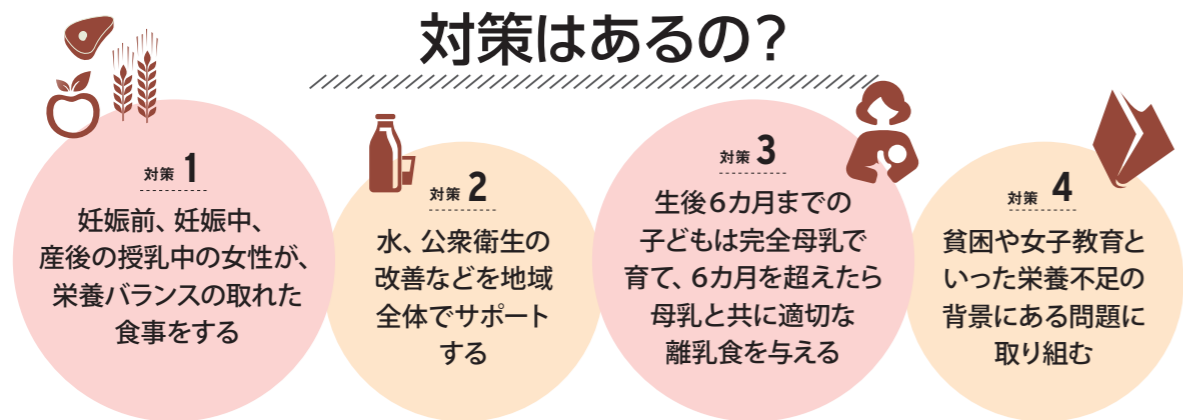 対策はあるの？
対策 1
妊娠前、妊娠中、
産後の授乳中の女性が、
栄養バランスの取れた
食事をする
対策 2
水、公衆衛生の
改善などを地域
全体でサポート
する
対策 3
生後６カ月までの
子どもは完全母乳で
育て、６カ月を超えたら
母乳と共に適切な
離乳食を与える
対策 4
貧困や女子教育と
いった栄養不足の
背景にある問題に
取り組む